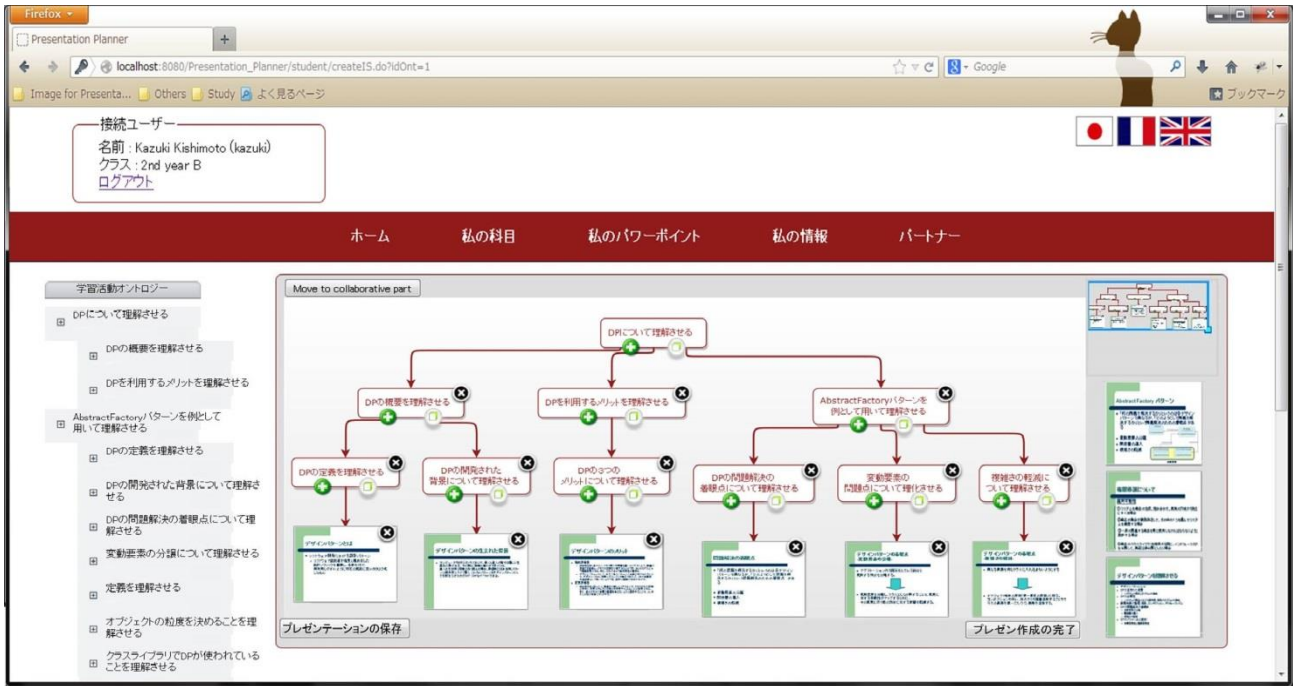 Firefox
Presentation Planner
localhost:8080/Presentation_Planner/student/createIS.do?idOnt=1
Google
Image for Presenta...
Others
Study
よく見るページ
ブックマーク
接続ユーザー
名前 : Kazuki Kishimoto (kazuki)
クラス : 2nd year B
ログアウト
ホーム
私の科目
私のパワーポイント
私の情報
パートナー
学習活動オントロジー
DPについて理解させる
DPの概要を理解させる
DPを利用するメリットを理解させる
AbstractFactoryパターンを例として
用いて理解させる
DPの定義を理解させる
DPの開発された背景について理解さ
せる
DPの問題解決の着眼点について理
解させる
変動要素の分譲について理解させる
定義を理解させる
オブジェクトの粒度を決めることを理
解させる
クラスライブラリでDPが使われている
ことを理解させる
Move to collaborative part
DPについて理解させる
DPの概要を理解させる
DPを利用するメリットを理解させる
AbstractFactoryパターンを
例として用いて理解させる
DPの定義を理解させる
DPの開発された
背景について理解させる
DPの3つの
メリットについて理解させる
DPの問題解決の
着眼点について理解させる
変動要素の
問題点について理化させる
複雑さの軽減に
ついて理解させる
デザインパターンとは
デザインパターンの生まれた背景
デザインパターンのメリット
問題解決の着眼点
AbstractFactory パターン
デザインパターンを理解させる
プレゼンテーションの保存
プレゼン作成の完了